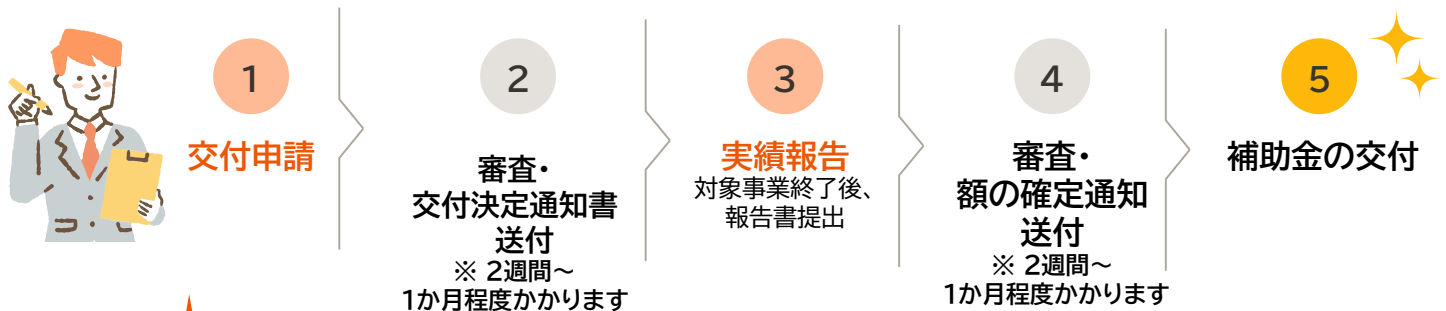 1
交付申請
2
審査・
交付決定通知書
送付
※ 2週間～
1か月程度かかります
3
実績報告
対象事業終了後、
報告書提出
4
審査・
額の確定通知
送付
※ 2週間～
1か月程度かかります
5
補助金の交付